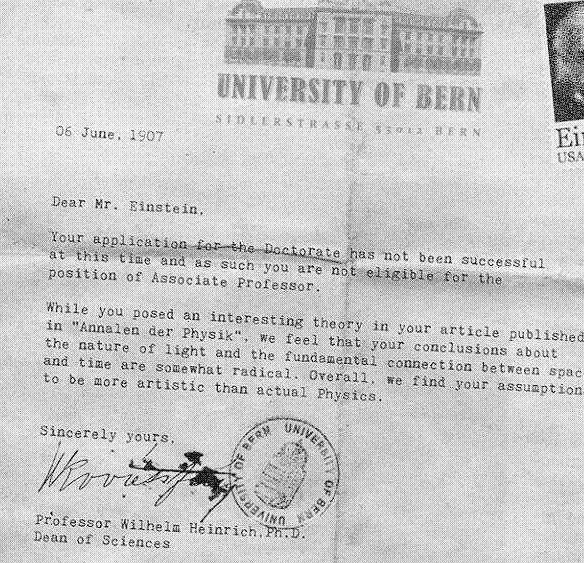 UNIVERSITY OF BERN
SIDLERSTRASSE BERN
06 June, 1907
Ein
USA
Dear Mr. Einstein,
Your application for the Doctorate has not been successful
at this time and as such you are not eligible for the
position of Associate Professor.
While you posed an interesting theory in your article published
in "Annalen der Physik", we feel that your conclusions about
the nature of light and the fundamental connection between spac
and time are somewhat radical. Overall, we find your assumption
to be more artistic than actual Physics.
Sincerely yours,
UNIVERSITY OF BERN UNIVERSITY OF BERN
Professor Wilhelm Heinrich,Ph.D.
Dean of Sciences